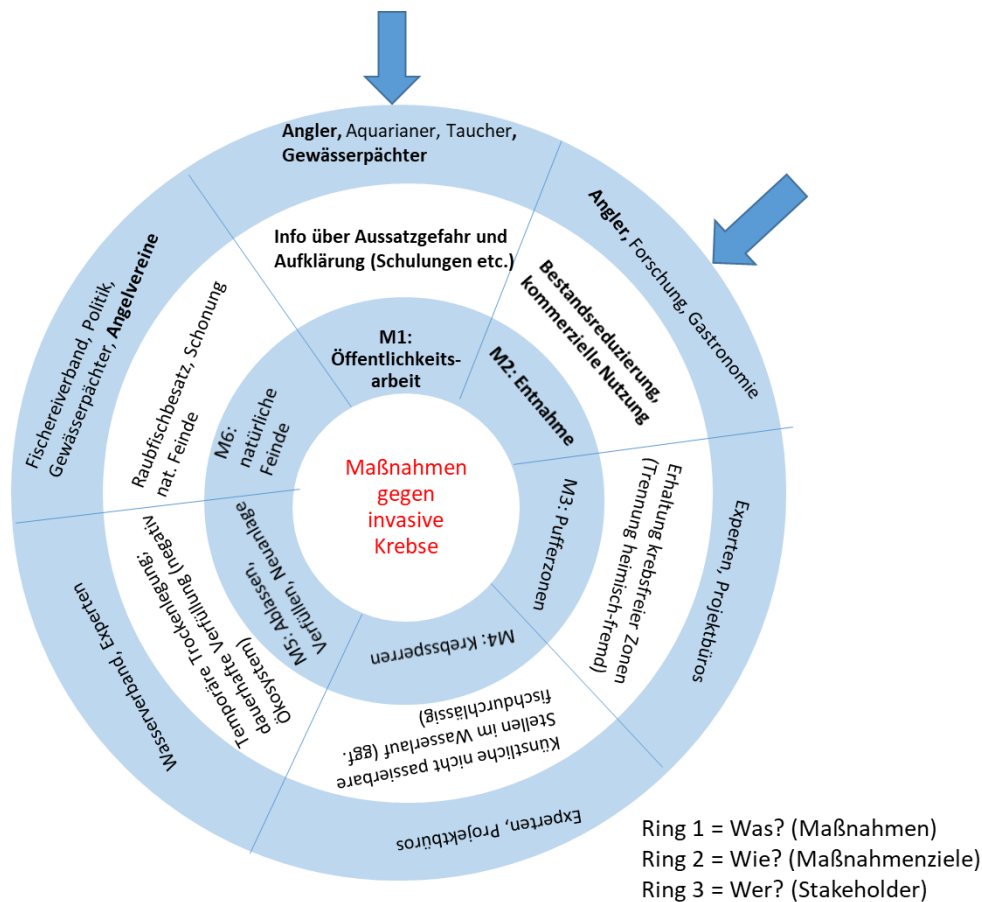 Angler, Aquarianer, Taucher,
Gewässerpächter
Info über Aussatzgefahr und
Aufklärung (Schulungen etc.)
M1:
Öffentlichkeits-
arbeit
Angler, Forschung, Gastronomie
Bestandsreduzierung,
kommerzielle Nutzung
M2: Entnahme
Experten, Projektbüros
Erhaltung krebsfreier Zonen
(Trennung heimisch-fremd)
M3: Pufferzonen
Experten, Projektbüros
Künstliche nicht passierbare
Stellen im Wasserlauf (ggf.
fischdurchlässig)
M4: Krebssperren
Wasserverband, Experten
Temporäre Trockenlegung;
dauerhafte Verfüllung (negativ
Ökosystem)
M5: Ablassen,
Verfüllen, Neuanlage
Fischereiverband, Politik,
Gewässerpächter, Angelvereine
Raubfischbesatz, Schonung
nat. Feinde
M6:
natürliche
Feinde
Maßnahmen
gegen
invasive
Krebse
Ring 1 = Was? (Maßnahmen)
Ring 2 = Wie? (Maßnahmenziele)
Ring 3 = Wer? (Stakeholder)